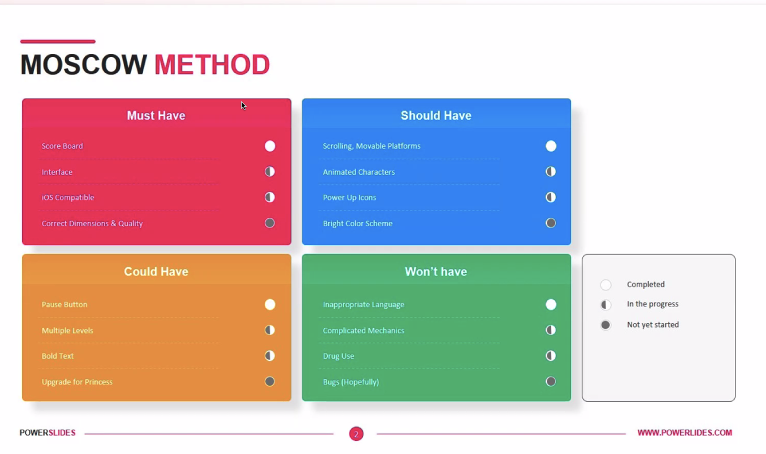 MOSCOW METHOD
Must Have
Score Board
Interface
iOS Compatible
Correct Dimensions & Quality
Should Have
Scrolling, Movable Platforms
Animated Characters
Power Up Icons
Bright Color Scheme
Could Have
Pause Button
Multiple Levels
Bold Text
Upgrade for Princess
Won't have
Inappropriate Language
Complicated Mechanics
Drug Use
Bugs (Hopefully)
Completed
In the progress
Not yet started
POWERSLIDES
2
WWW.POWERLIDES.COM